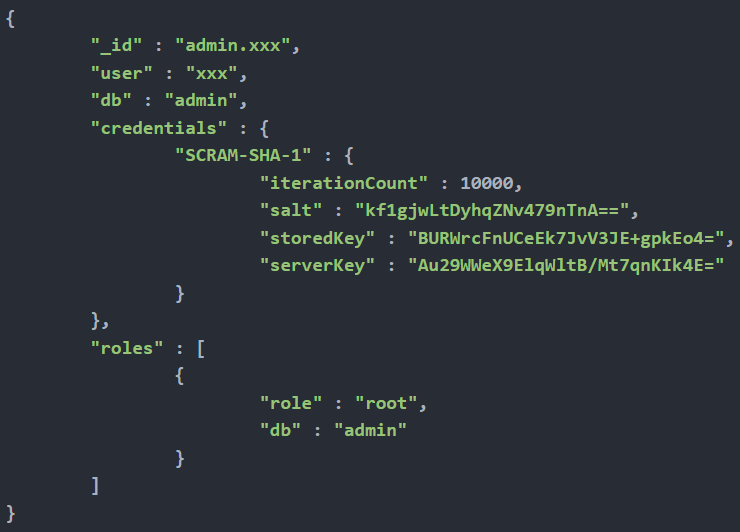 {
"_id" : "admin.xxx",
"user" : "xxx",
"db" : "admin",
"credentials" : {
"SCRAM-SHA-1" : {
"iterationCount" : 10000,
"salt" : "kf1gjwLtDyhqZNv479nTnA==",
"storedKey" : "BURWrcFnUCeEk7JvV3JE+gpkEo4=",
"serverKey" : "Au29WWeX9ElqWltB/Mt7qnKIk4E="
}
},
"roles" : [
{
"role" : "root",
"db" : "admin"
}
]
}